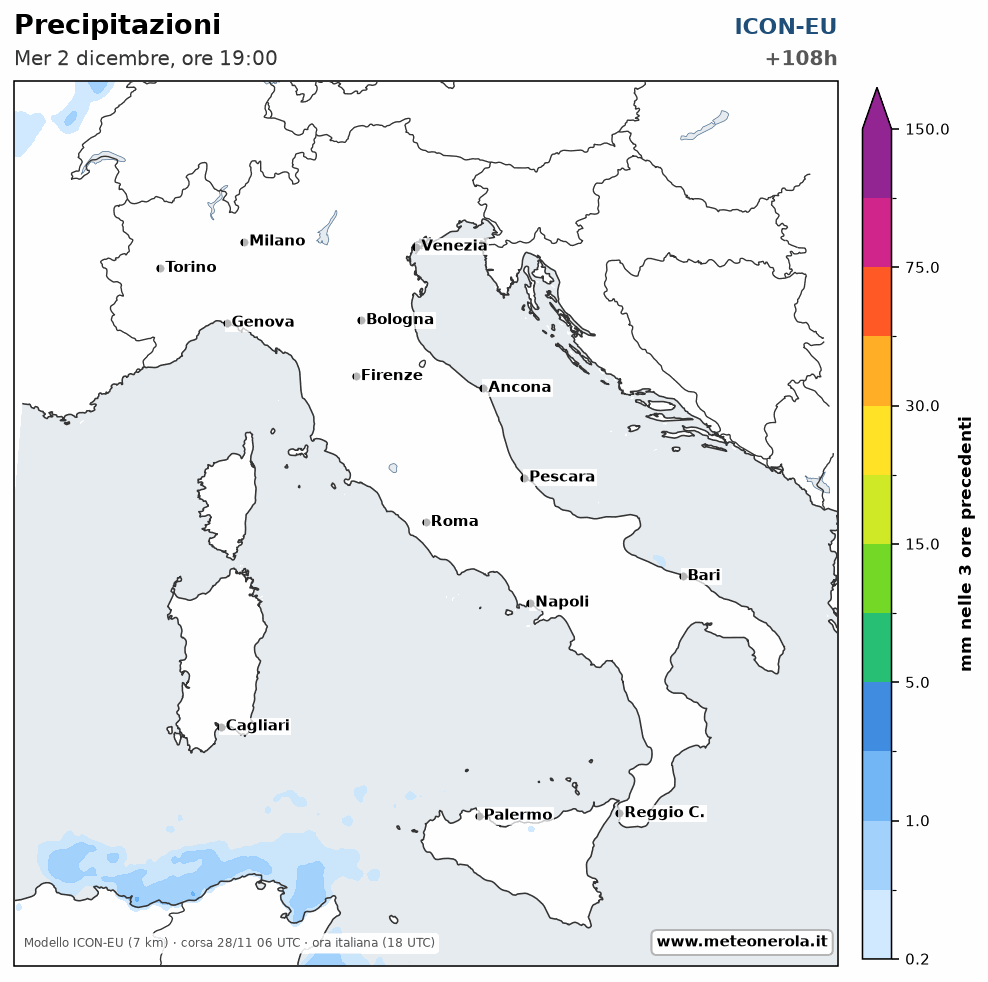 Precipitazioni
ICON-EU
Mer 2 dicembre, ore 19:00
+108h
150.0
75.0
30.0
15.0
5.0
1.0
0.2
mm nelle 3 ore precedenti
Milano
Venezia
Torino
Genova
Bologna
Firenze
Ancona
Pescara
Roma
Bari
Napoli
Cagliari
Palermo
Reggio C.
Modello ICON-EU (7 km) · corsa 28/11 06 UTC · ora italiana (18 UTC)
www.meteonerola.it